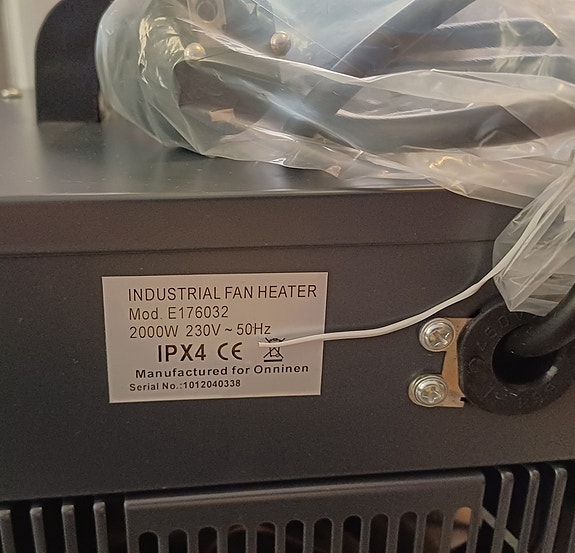 INDUSTRIAL FAN HEATER
Mod. E176032
2000W 230V ~ 50Hz
IPX4 CE
Manufactured for Onninen
Serial No.:1012040338